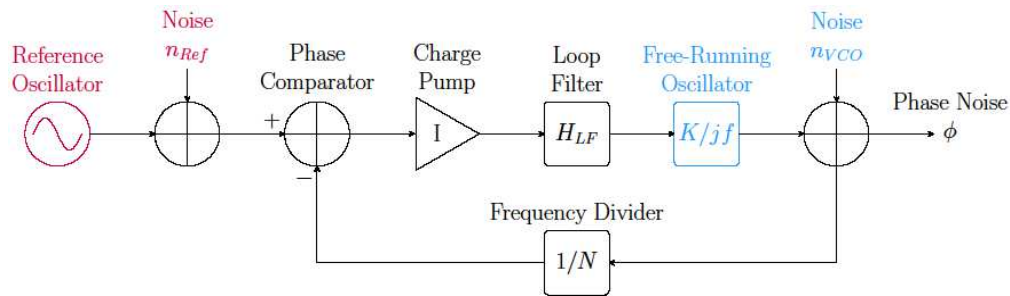 Noise
n_Ref
Noise
n_VCO
Reference
Oscillator
Phase
Comparator
Charge
Pump
Loop
Filter
Free-Running
Oscillator
Phase Noise
ϕ
+
−
I
H_LF
K/jf
Frequency Divider
1/N